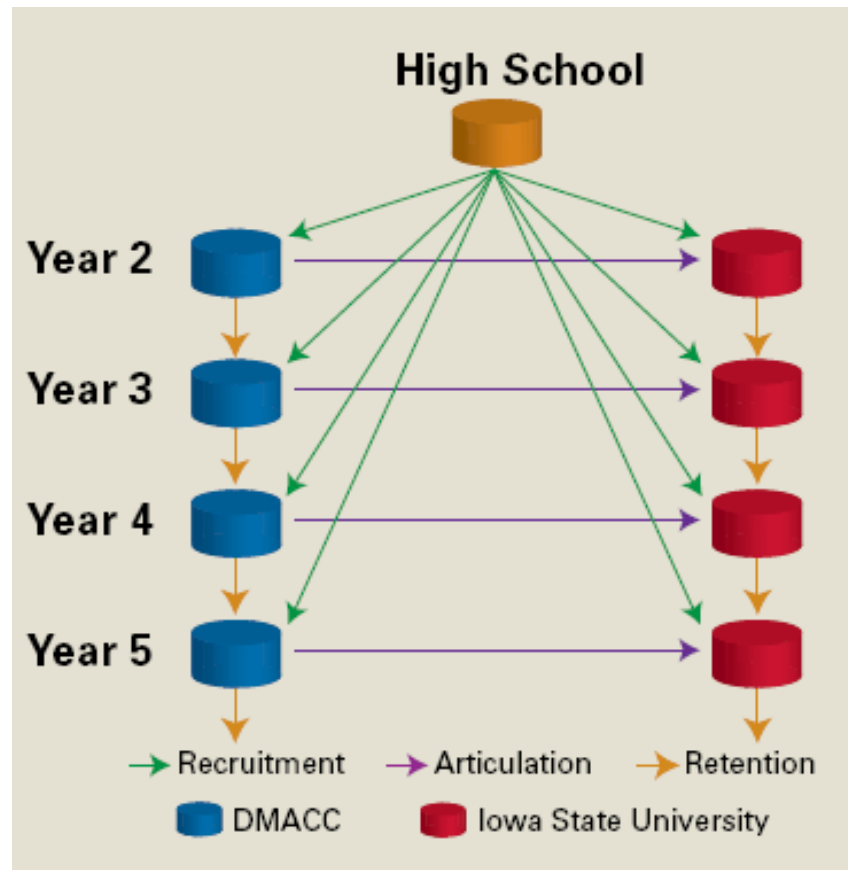 High School
Year 2
Year 3
Year 4
Year 5
Recruitment Articulation Retention
DMACC Iowa State University